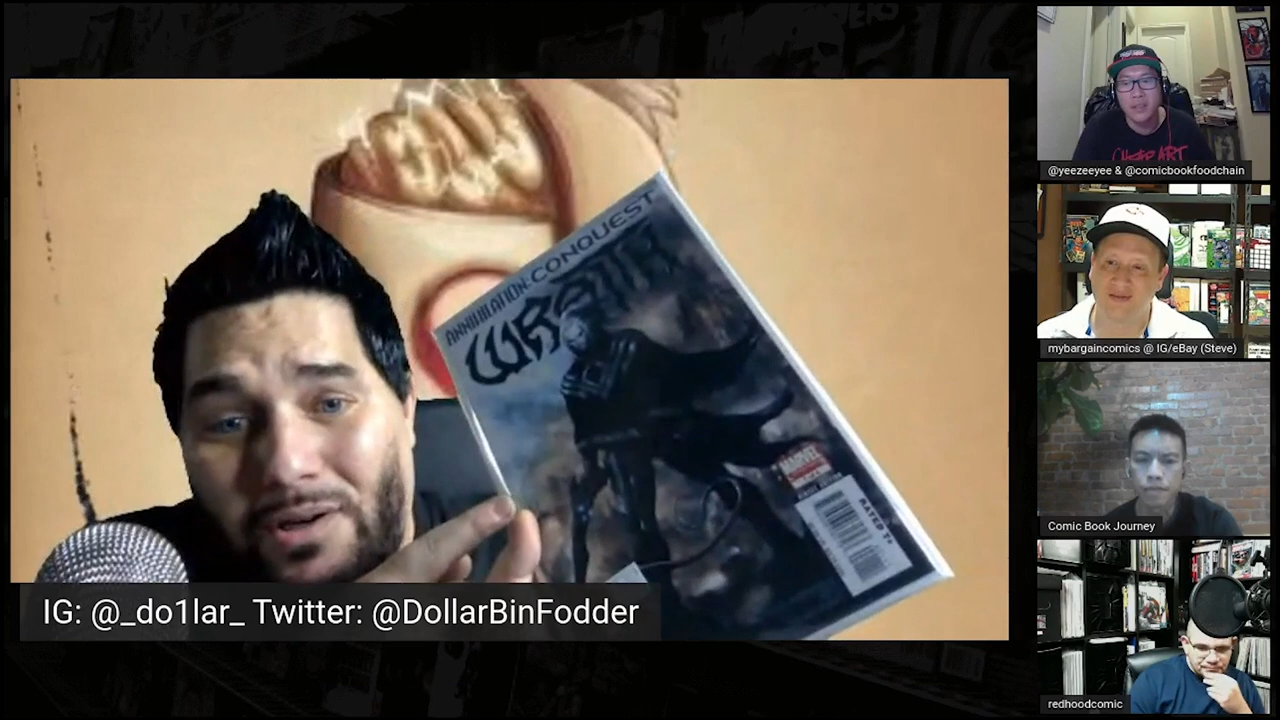 ANNIHILATION: CONQUEST
WRAITH
MARVEL
RATED T+
IG: @_do1lar_ Twitter: @DollarBinFodder
@yeezeeyee & @comicbookfoodchain
mybargaincomics @ IG/eBay (Steve)
Comic Book Journey
redhoodcomic